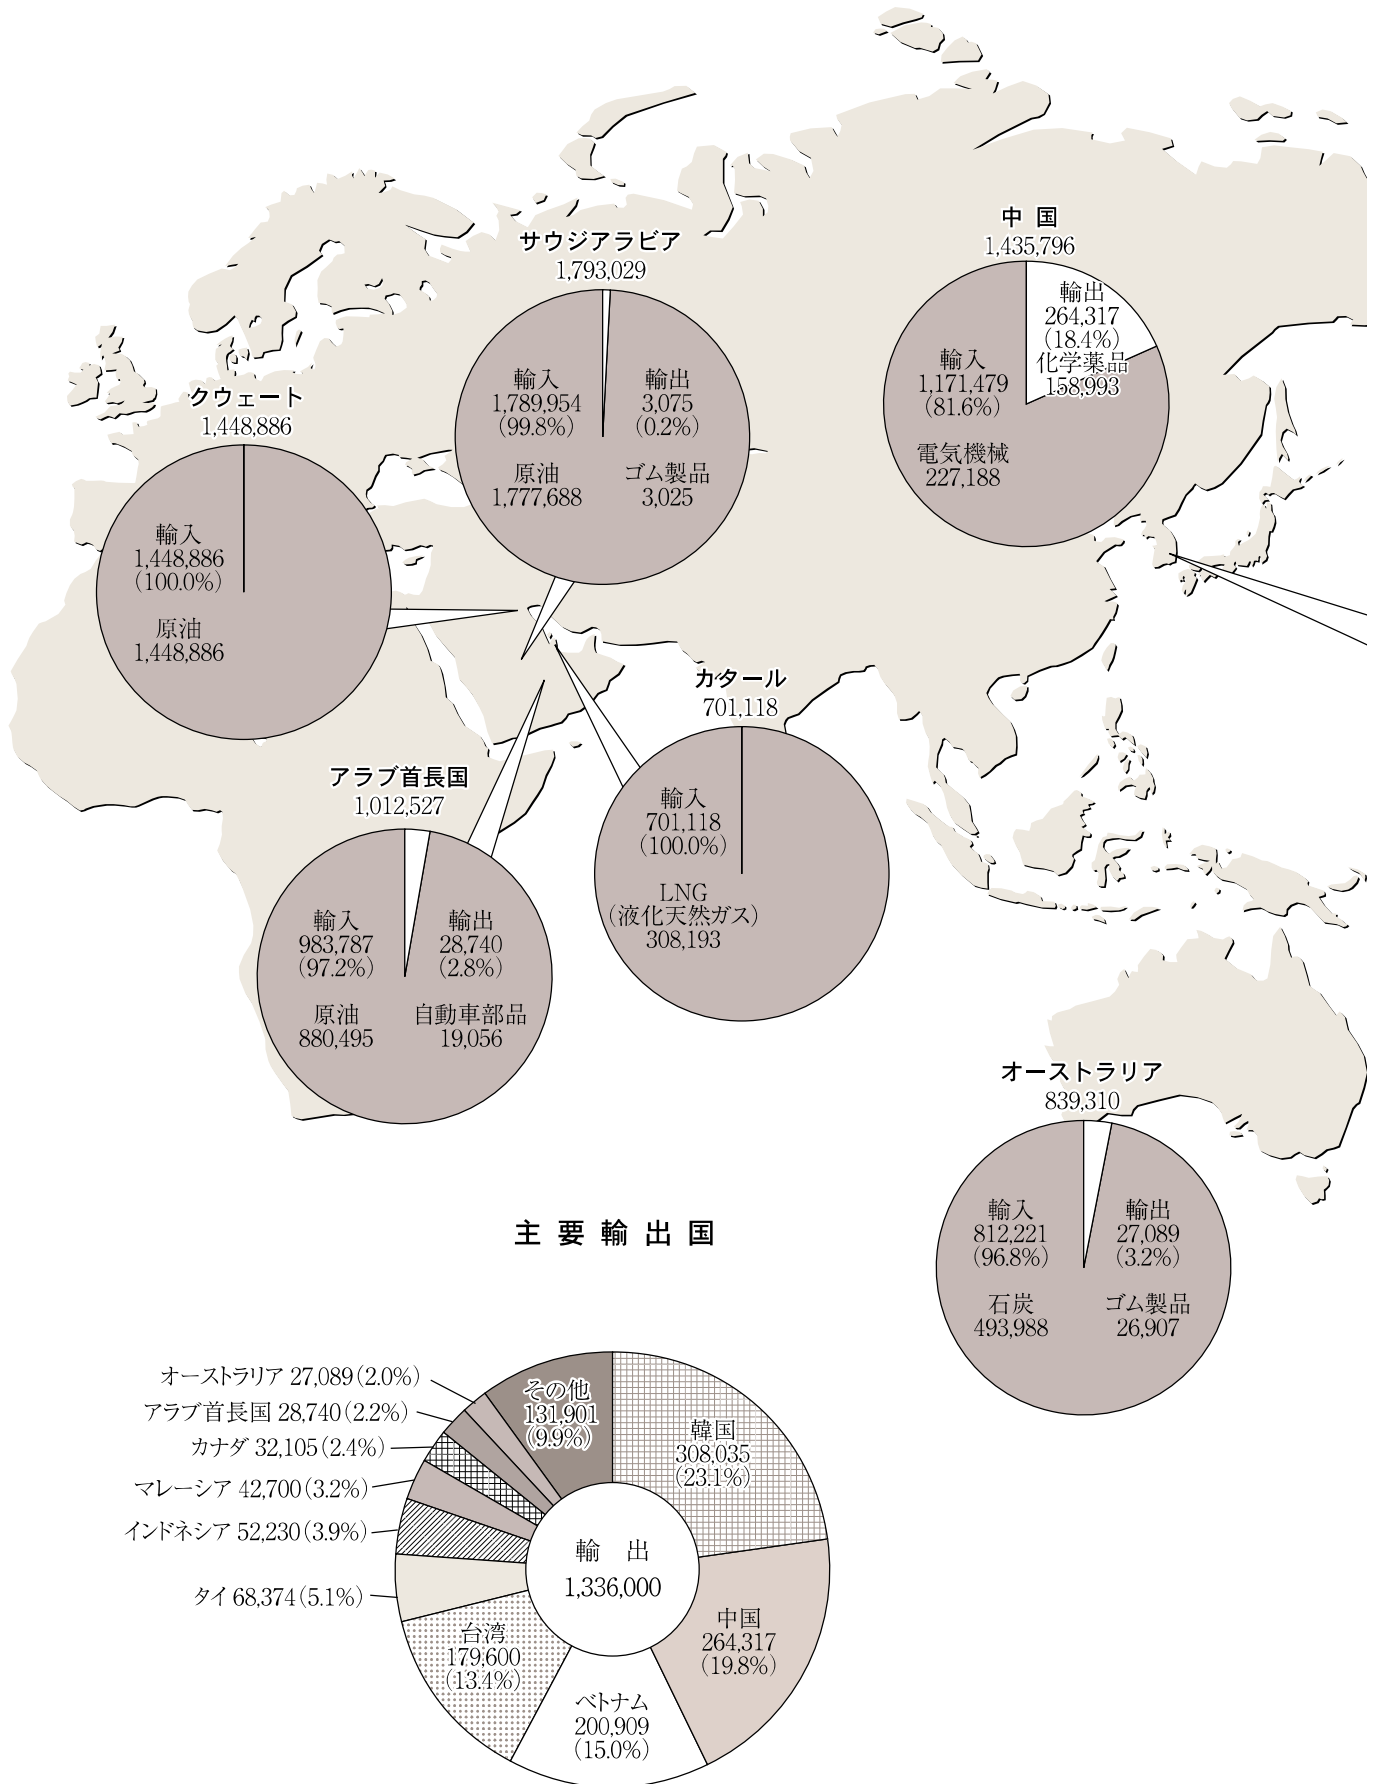 中 国
1,435,796
輸出
264,317
(18.4%)
化学薬品
158,993
輸入
1,171,479
(81.6%)
電気機械
227,188
サウジアラビア
1,793,029
輸入
1,789,954
(99.8%)
原油
1,777,688
輸出
3,075
(0.2%)
ゴム製品
3,025
クウェート
1,448,886
輸入
1,448,886
(100.0%)
原油
1,448,886
カタール
701,118
輸入
701,118
(100.0%)
LNG
(液化天然ガス)
308,193
アラブ首長国
1,012,527
輸入
983,787
(97.2%)
原油
880,495
輸出
28,740
(2.8%)
自動車部品
19,056
オーストラリア
839,310
輸入
812,221
(96.8%)
石炭
493,988
輸出
27,089
(3.2%)
ゴム製品
26,907
主 要 輸 出 国
輸 出
1,336,000
韓国
308,035
(23.1%)
中国
264,317
(19.8%)
ベトナム
200,909
(15.0%)
台湾
179,600
(13.4%)
タイ 68,374(5.1%)
インドネシア 52,230(3.9%)
マレーシア 42,700(3.2%)
カナダ 32,105(2.4%)
アラブ首長国 28,740(2.2%)
オーストラリア 27,089(2.0%)
その他
131,901
(9.9%)